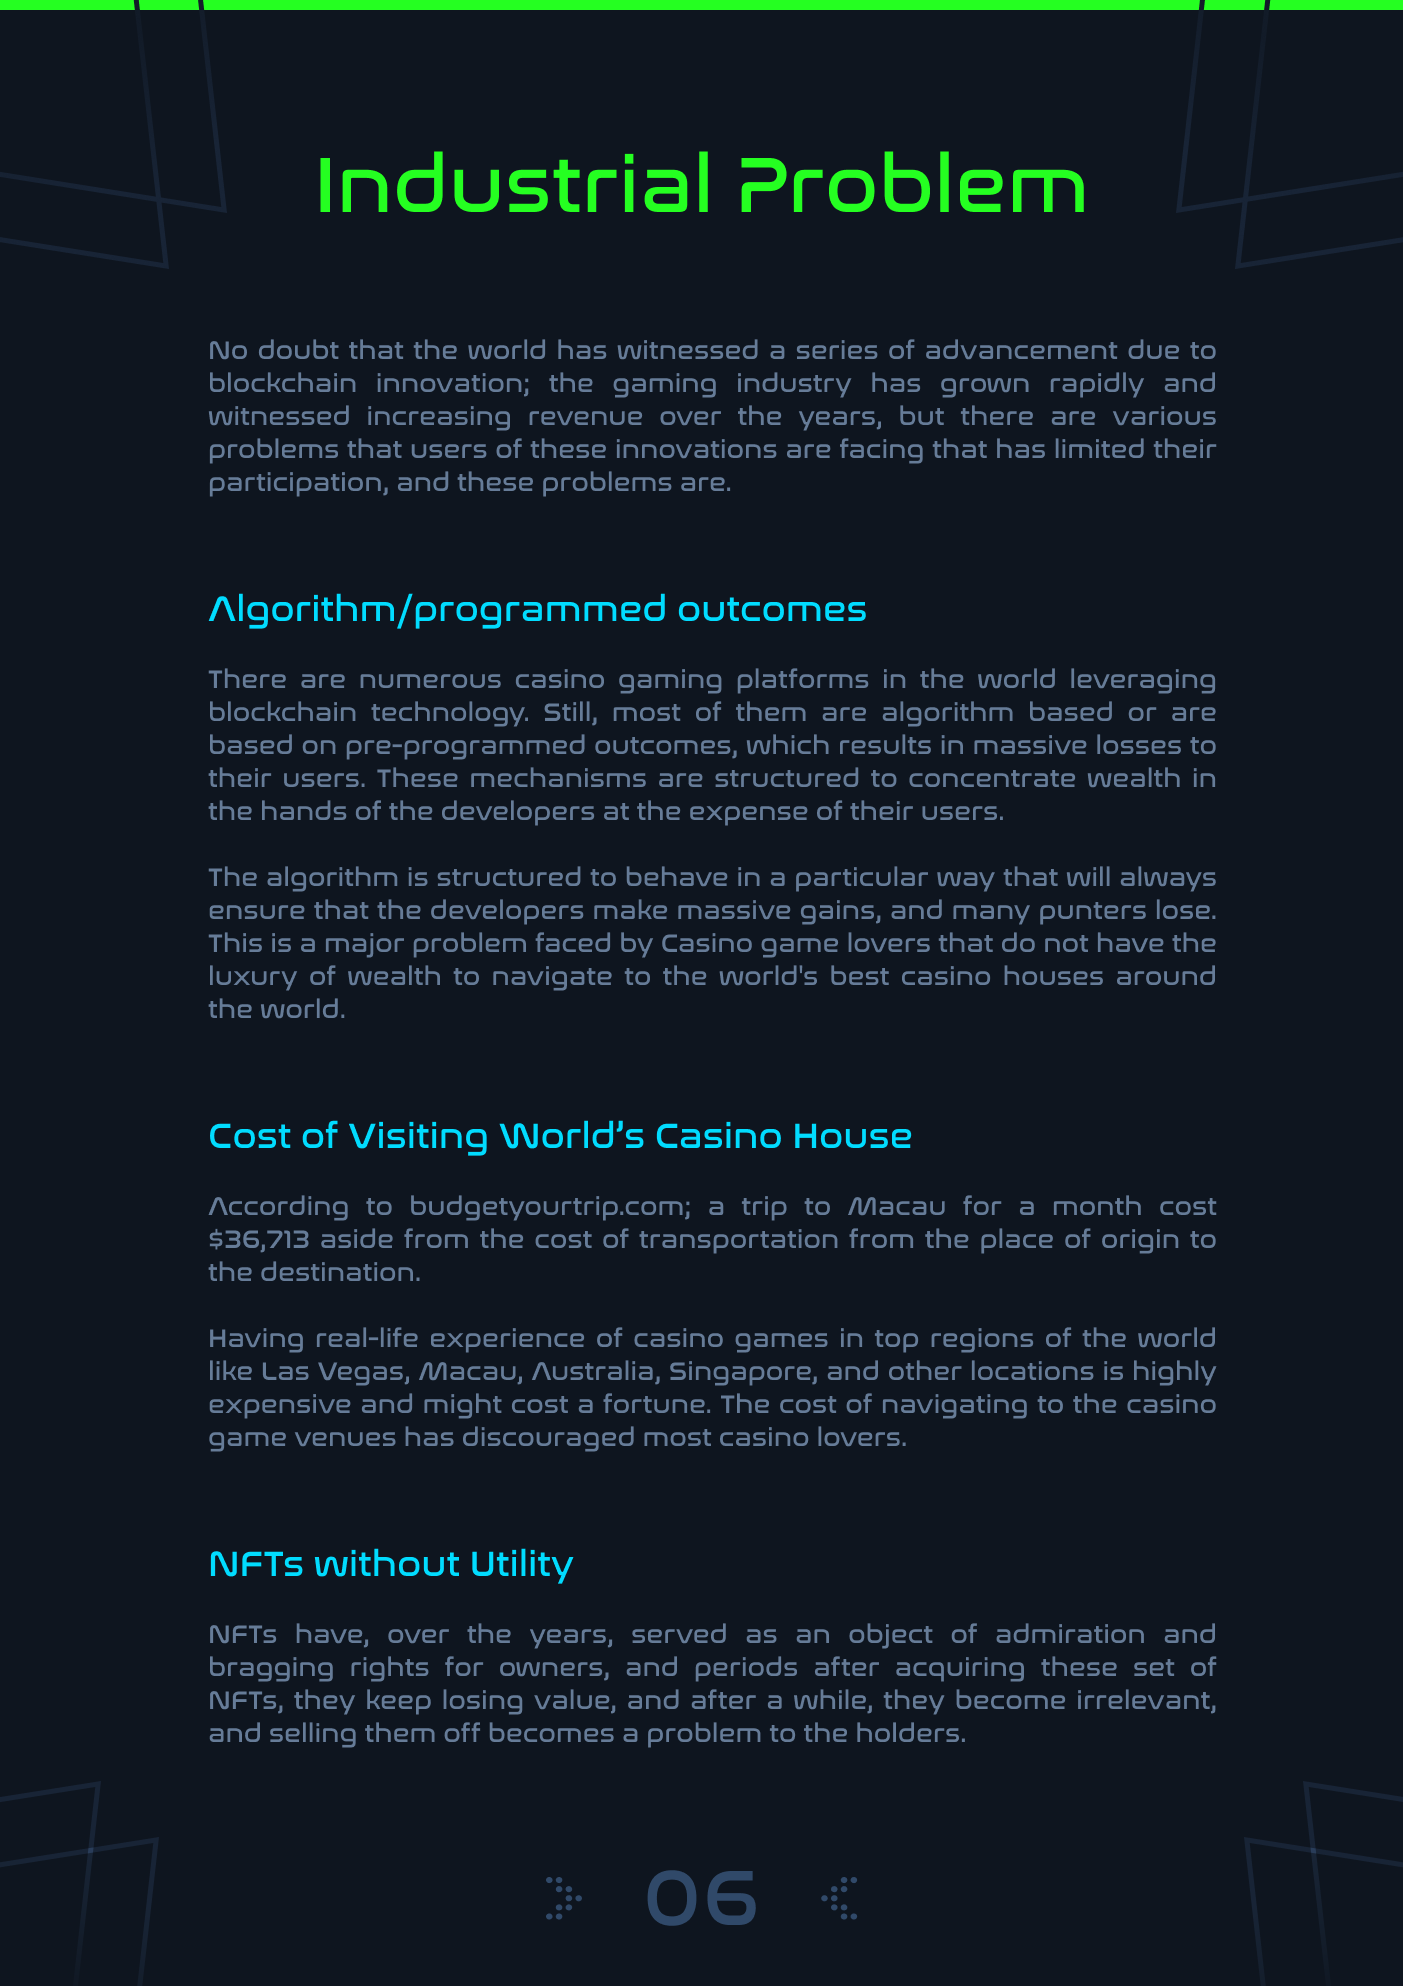 Industrial Problem
No doubt that the world has witnessed a series of advancement due to
blockchain innovation; the gaming industry has grown rapidly and
witnessed increasing revenue over the years, but there are various
problems that users of these innovations are facing that has limited their
participation, and these problems are.
Algorithm/programmed outcomes
There are numerous casino gaming platforms in the world leveraging
blockchain technology. Still, most of them are algorithm based or are
based on pre-programmed outcomes, which results in massive losses to
their users. These mechanisms are structured to concentrate wealth in
the hands of the developers at the expense of their users.
The algorithm is structured to behave in a particular way that will always
ensure that the developers make massive gains, and many punters lose.
This is a major problem faced by Casino game lovers that do not have the
luxury of wealth to navigate to the world's best casino houses around
the world.
Cost of Visiting World’s Casino House
According to budgetyourtrip.com; a trip to Macau for a month cost
$36,713 aside from the cost of transportation from the place of origin to
the destination.
Having real-life experience of casino games in top regions of the world
like Las Vegas, Macau, Australia, Singapore, and other locations is highly
expensive and might cost a fortune. The cost of navigating to the casino
game venues has discouraged most casino lovers.
NFTs without Utility
NFTs have, over the years, served as an object of admiration and
bragging rights for owners, and periods after acquiring these set of
NFTs, they keep losing value, and after a while, they become irrelevant,
and selling them off becomes a problem to the holders.
06